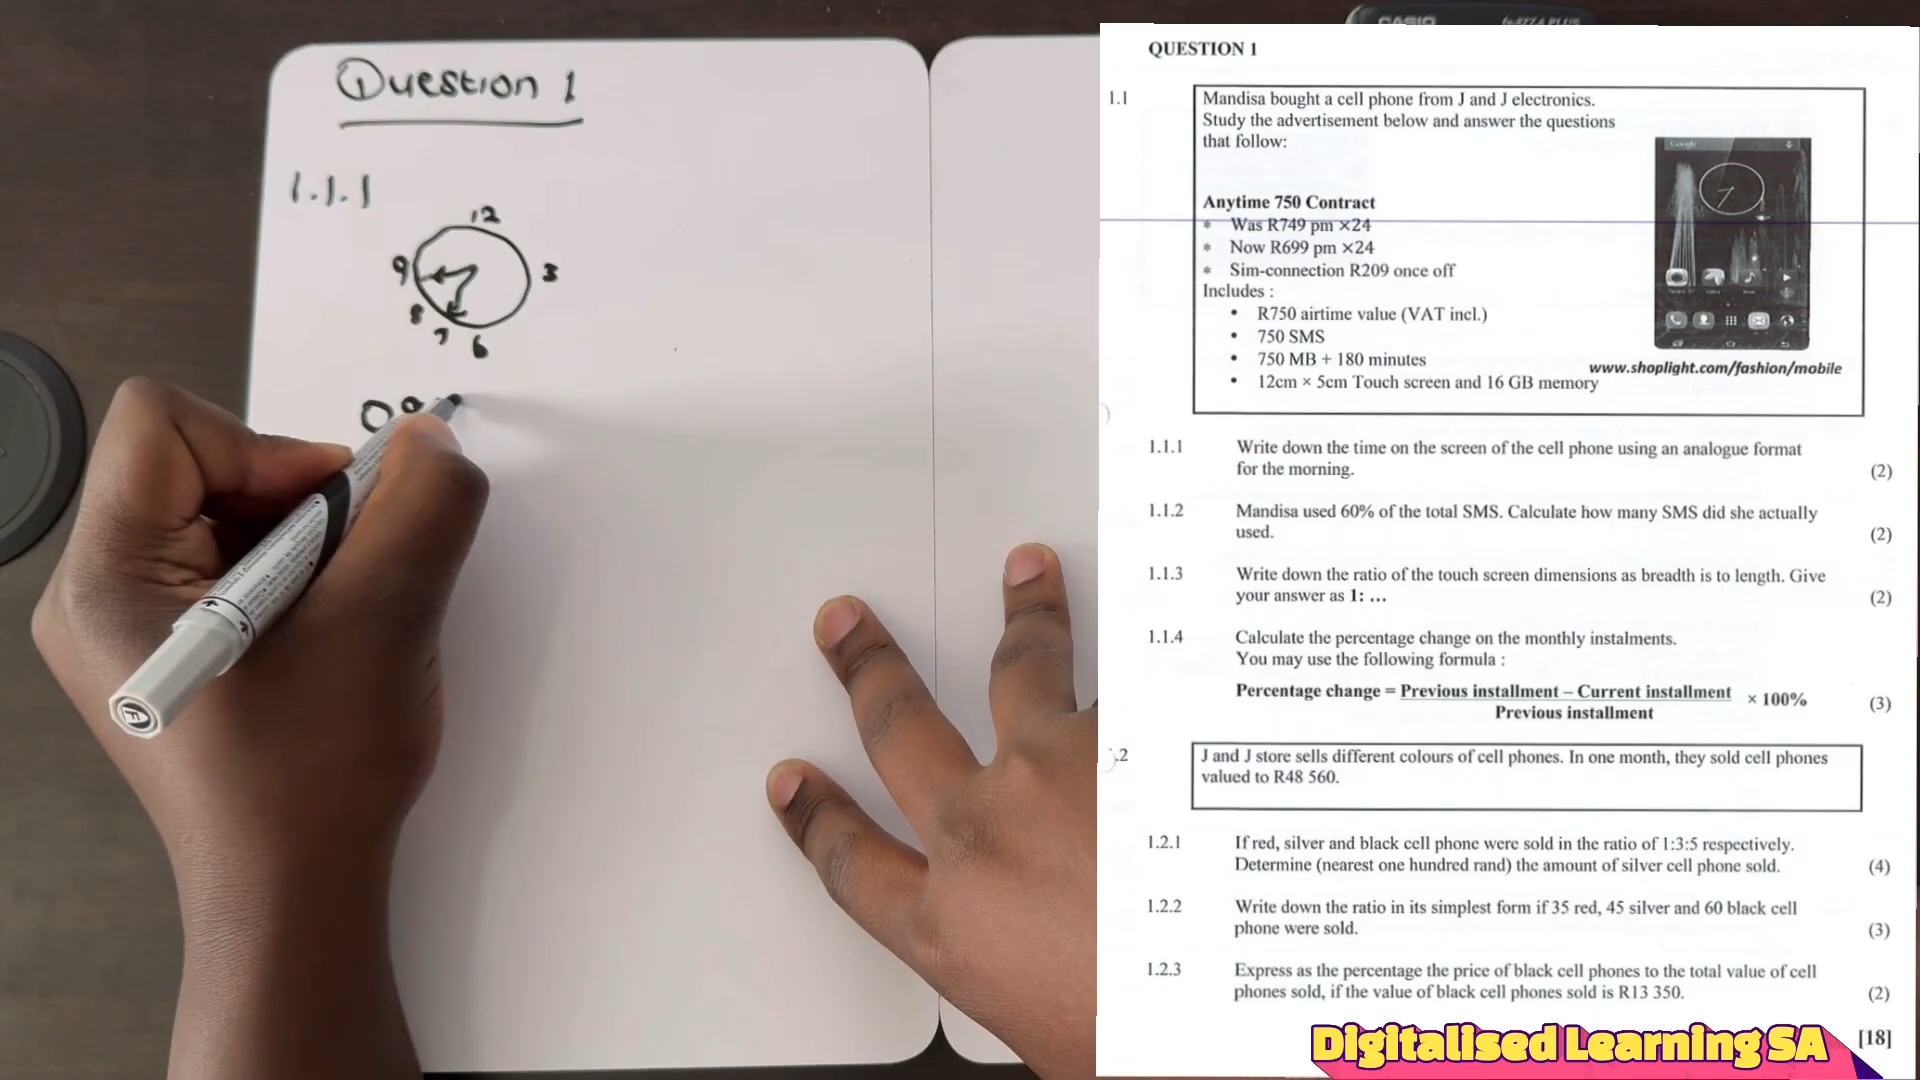 CASIO
fx-82ZA PLUS
Question 1
1.1.1
12
9
3
8
7
6
QUESTION 1
1.1
Mandisa bought a cell phone from J and J electronics.
Study the advertisement below and answer the questions
that follow:
Google
Anytime 750 Contract
* Was R749 pm ×24
* Now R699 pm ×24
* Sim-connection R209 once off
Includes :
• R750 airtime value (VAT incl.)
• 750 SMS
• 750 MB + 180 minutes
• 12cm × 5cm Touch screen and 16 GB memory
www.shoplight.com/fashion/mobile
1.1.1 Write down the time on the screen of the cell phone using an analogue format
for the morning. (2)
1.1.2 Mandisa used 60% of the total SMS. Calculate how many SMS did she actually
used. (2)
1.1.3 Write down the ratio of the touch screen dimensions as breadth is to length. Give
your answer as 1: ... (2)
1.1.4 Calculate the percentage change on the monthly instalments.
You may use the following formula :
Percentage change = Previous installment – Current installment × 100% (3)
Previous installment
.2 J and J store sells different colours of cell phones. In one month, they sold cell phones
valued to R48 560.
1.2.1 If red, silver and black cell phone were sold in the ratio of 1:3:5 respectively.
Determine (nearest one hundred rand) the amount of silver cell phone sold. (4)
1.2.2 Write down the ratio in its simplest form if 35 red, 45 silver and 60 black cell
phone were sold. (3)
1.2.3 Express as the percentage the price of black cell phones to the total value of cell
phones sold, if the value of black cell phones sold is R13 350. (2)
[18]
Digitalised Learning SA